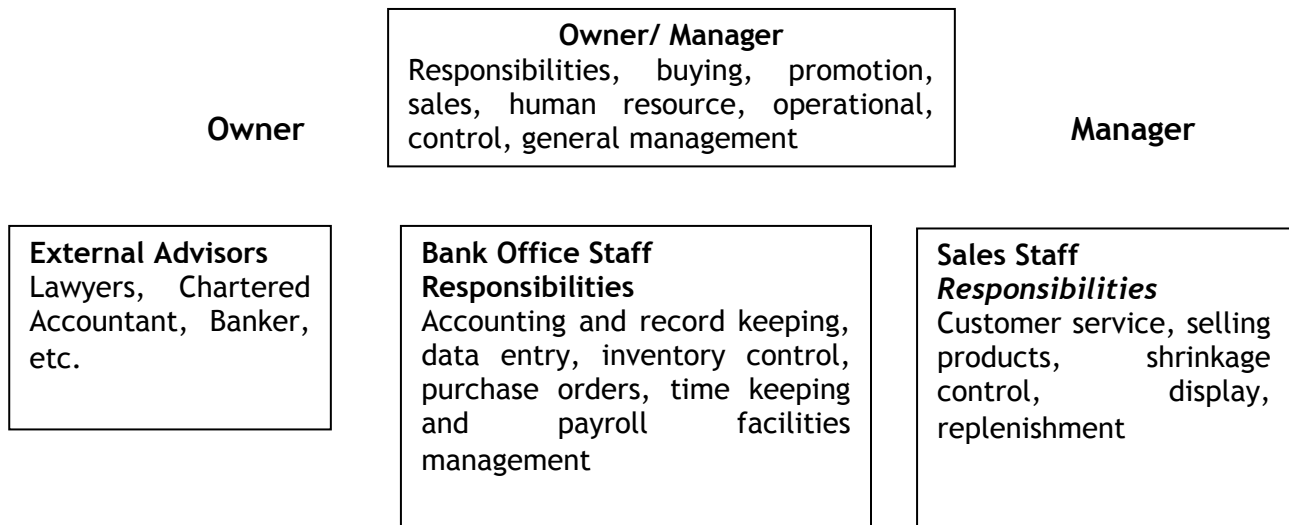 Owner/ Manager
Responsibilities, buying, promotion,
sales, human resource, operational,
control, general management
Owner
Manager
External Advisors
Lawyers, Chartered
Accountant, Banker,
etc.
Bank Office Staff
Responsibilities
Accounting and record keeping,
data entry, inventory control,
purchase orders, time keeping
and payroll facilities
management
Sales Staff
Responsibilities
Customer service, selling
products, shrinkage
control, display,
replenishment